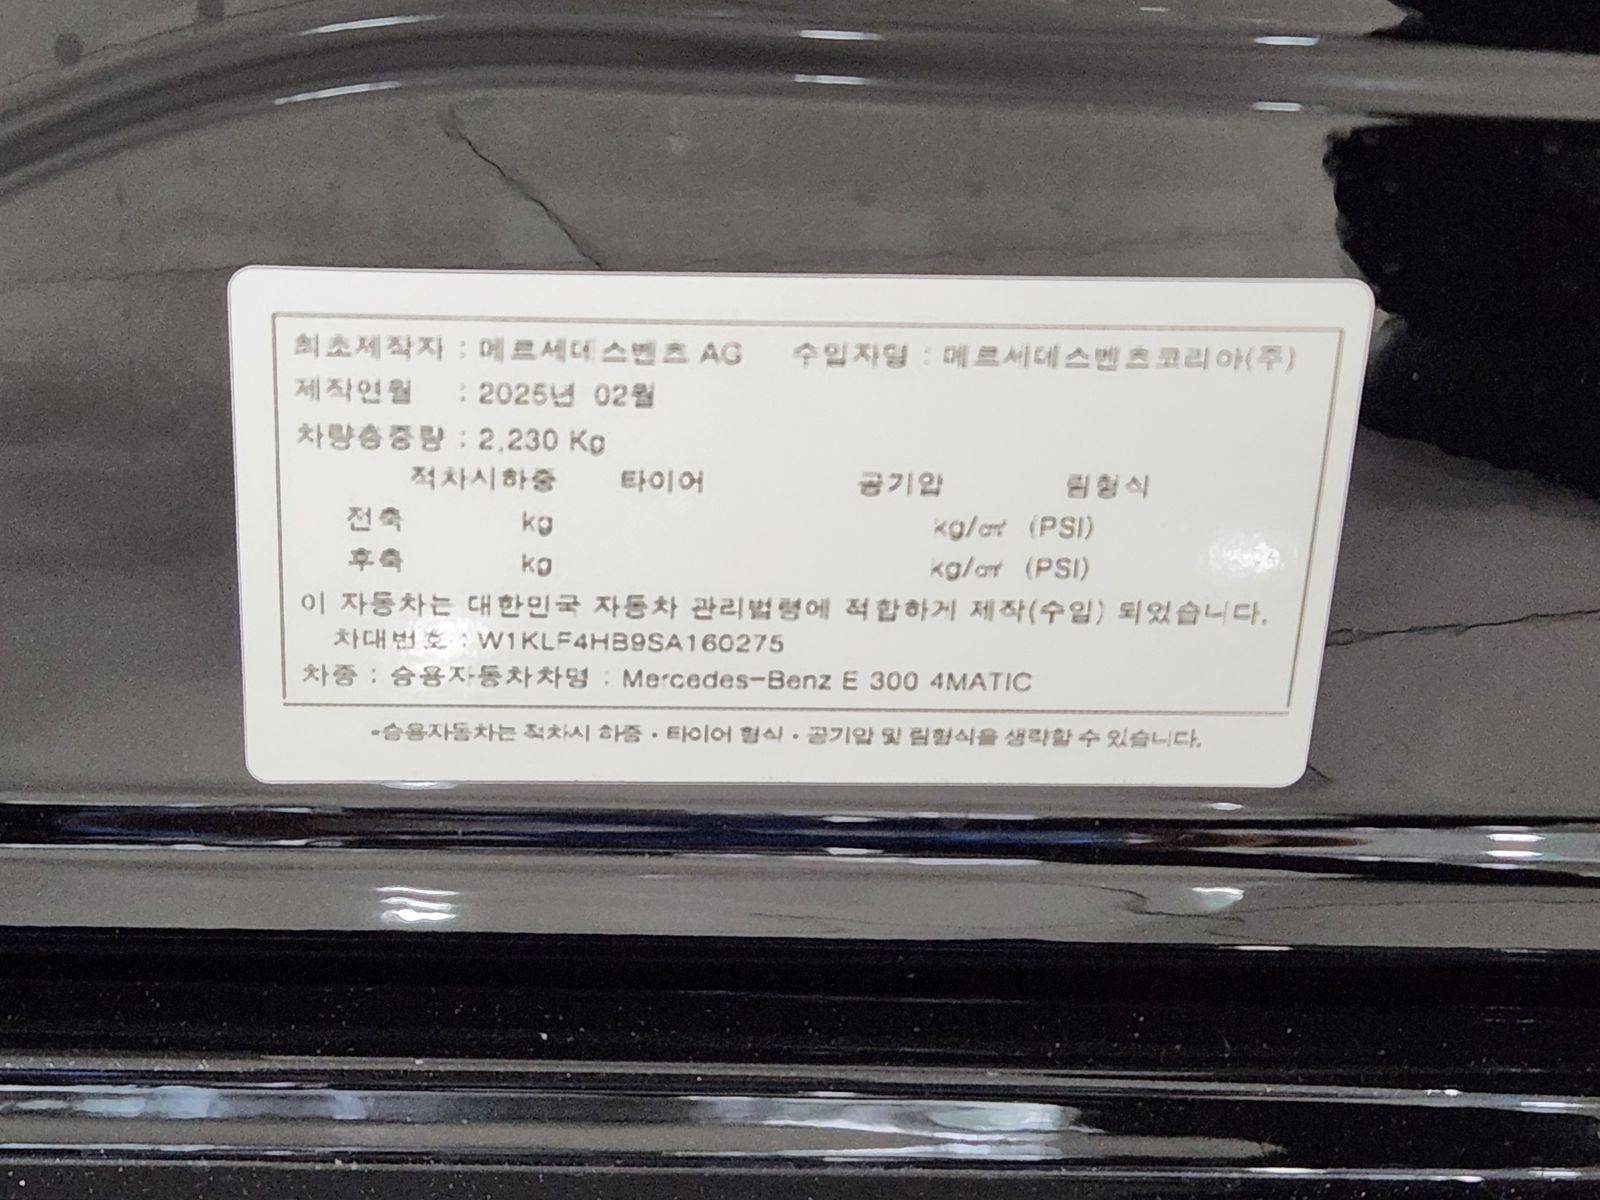 최초제작자 : 메르세데스벤츠 AG 수입자명 : 메르세데스벤츠코리아(주)
제작연월 : 2025년 02월
차량총중량 : 2,230 Kg
적차시하중 타이어 공기압 림형식
전축 kg kg/㎠ (PSI)
후축 kg kg/㎠ (PSI)
이 자동차는 대한민국 자동차 관리법령에 적합하게 제작(수입) 되었습니다.
차대번호 : W1KLF4HB9SA160275
차종 : 승용자동차차명 : Mercedes-Benz E 300 4MATIC
*승용자동차는 적차시 하중·타이어 형식·공기압 및 림형식을 생략할 수 있습니다.